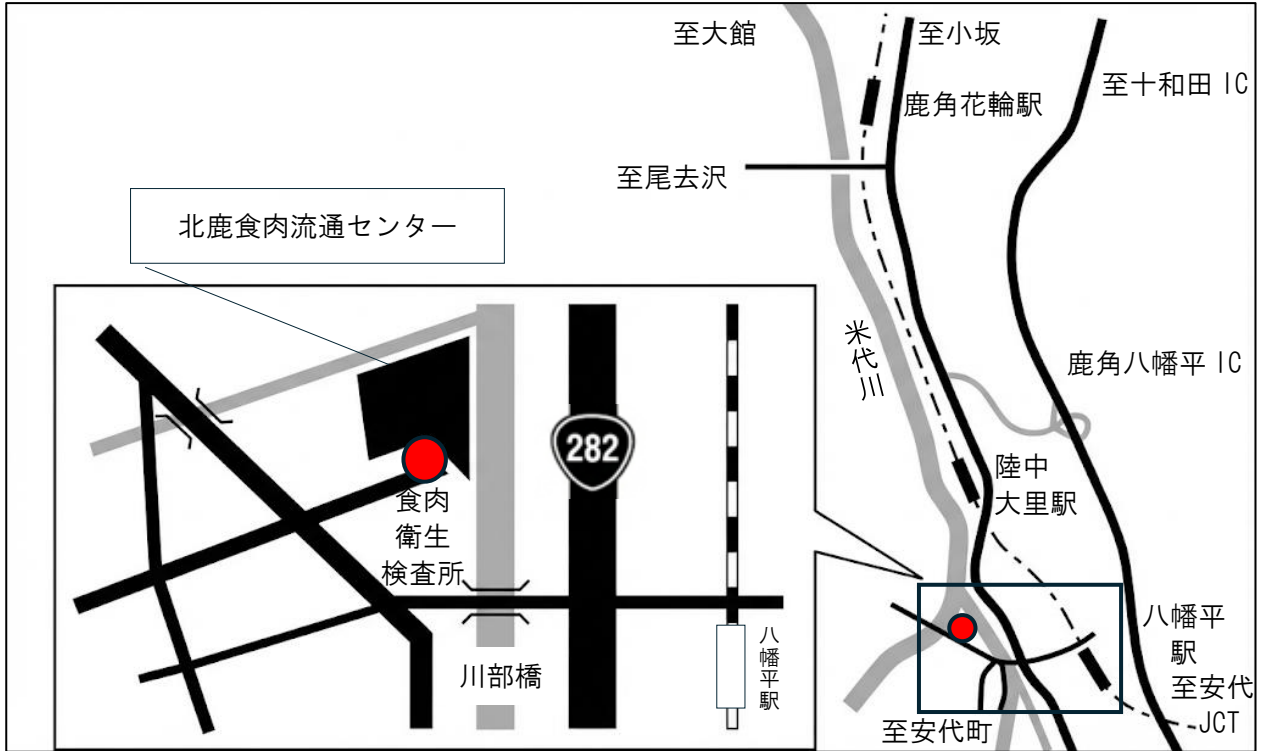 至大館
至小坂
鹿角花輪駅
至十和田 IC
至尾去沢
北鹿食肉流通センター
米代川
鹿角八幡平 IC
282
陸中
大里駅
食肉
衛生
検査所
川部橋
八幡平駅
八幡平
駅
至安代
JCT
至安代町